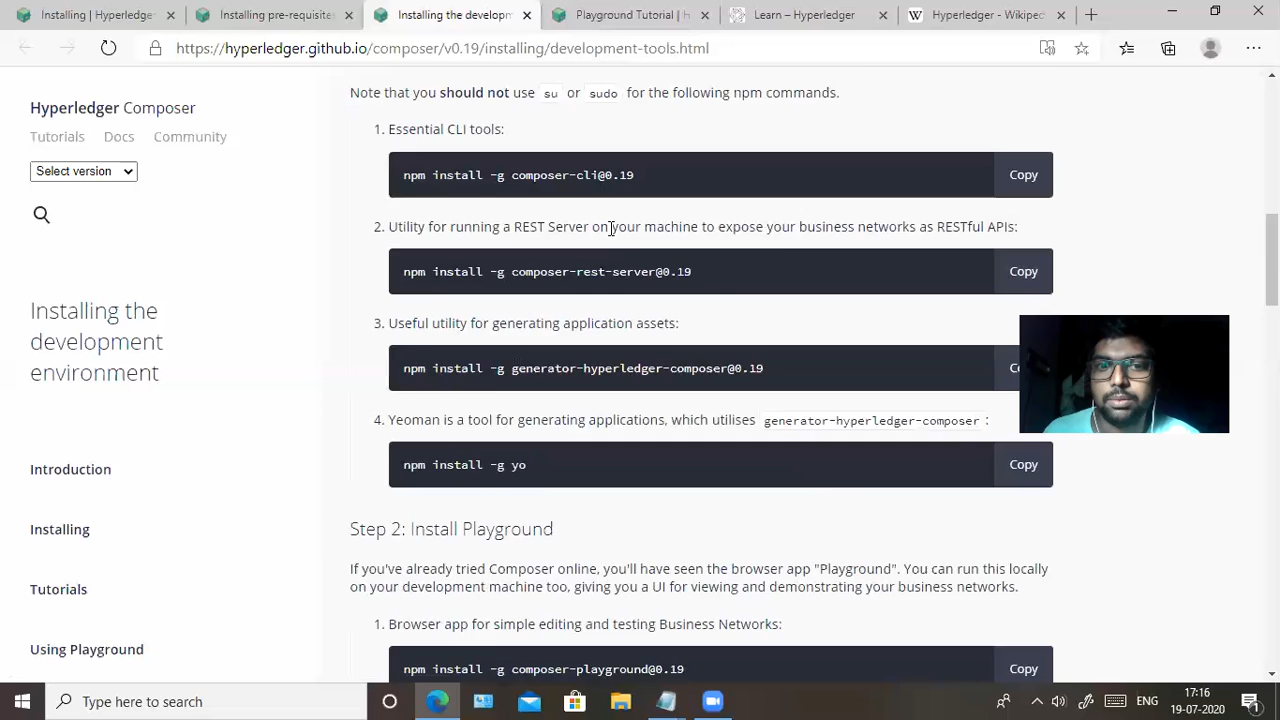 Installing | Hyperledger Composer
Installing pre-requisite
Installing the developm
Playground Tutorial | h
Learn – Hyperledger
Hyperledger - Wikiped
https://hyperledger.github.io/composer/v0.19/installing/development-tools.html
Hyperledger Composer
Tutorials Docs Community
Select version
Installing the
development
environment
Introduction
Installing
Tutorials
Using Playground
Note that you should not use su or sudo for the following npm commands.
1. Essential CLI tools:
npm install -g composer-cli@0.19
Copy
2. Utility for running a REST Server on your machine to expose your business networks as RESTful APIs:
npm install -g composer-rest-server@0.19
Copy
3. Useful utility for generating application assets:
npm install -g generator-hyperledger-composer@0.19
Co
4. Yeoman is a tool for generating applications, which utilises generator-hyperledger-composer :
npm install -g yo
Copy
Step 2: Install Playground
If you've already tried Composer online, you'll have seen the browser app "Playground". You can run this locally
on your development machine too, giving you a UI for viewing and demonstrating your business networks.
1. Browser app for simple editing and testing Business Networks:
npm install -g composer-playground@0.19
Copy
Type here to search
ENG
17:16
19-07-2020
1